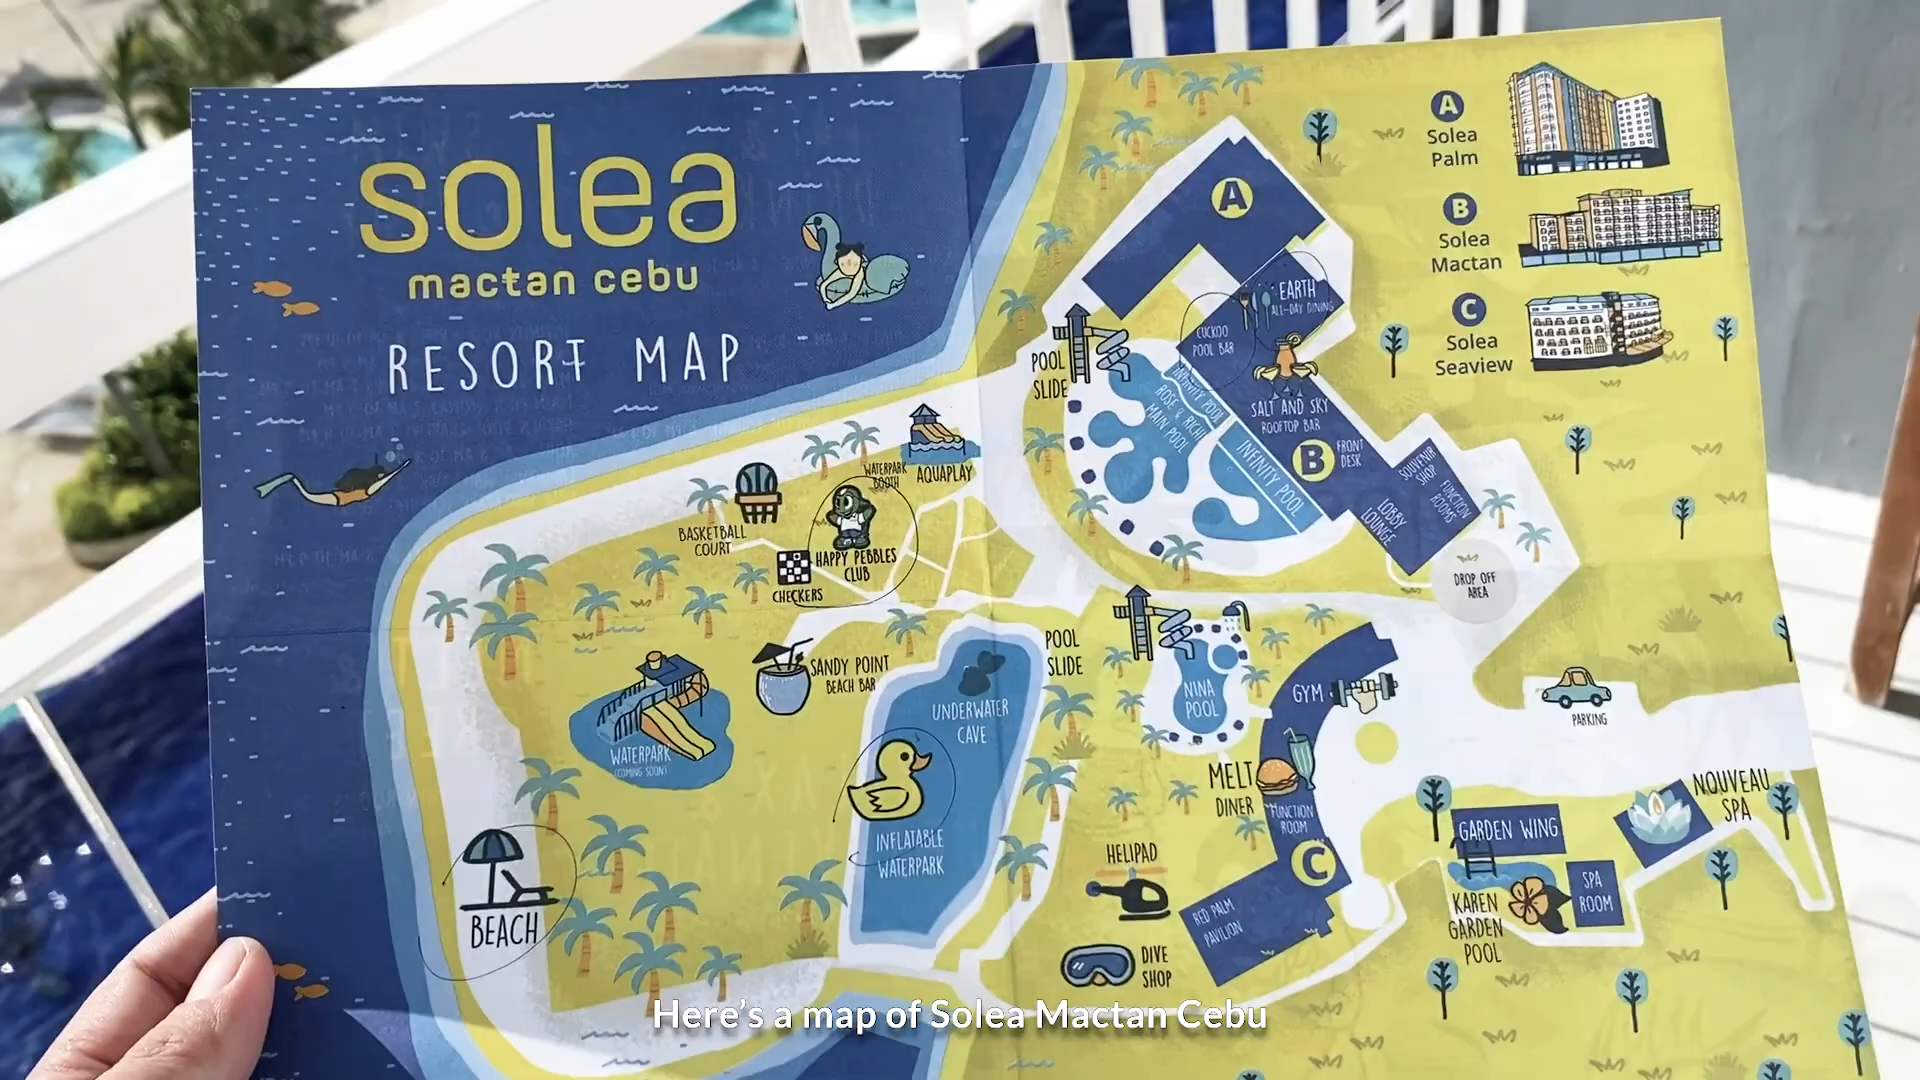 solea
mactan cebu
RESORT MAP
A
Solea
Palm
B
Solea
Mactan
C
Solea
Seaview
A
EARTH
ALL-DAY DINING
CUCKOO
POOL BAR
POOL
SLIDE
INFINITY POOL
ROSE & RICHI
MAIN POOL
SALT AND SKY
ROOFTOP BAR
B
FRONT
DESK
INFINITY POOL
SOUVENIR
SHOP
FUNCTION
ROOMS
LOBBY
LOUNGE
DROP OFF
AREA
WATERPARK
BOOTH
AQUAPLAY
BASKETBALL
COURT
HAPPY PEBBLES
CLUB
CHECKERS
SANDY POINT
BEACH BAR
POOL
SLIDE
UNDERWATER
CAVE
NINA
POOL
GYM
PARKING
WATERPARK
(COMING SOON)
INFLATABLE
WATERPARK
MELT
DINER
FUNCTION
ROOM
C
NOUVEAU
SPA
GARDEN WING
SPA
ROOM
KAREN
GARDEN
POOL
HELIPAD
RED PALM
PAVILION
BEACH
DIVE
SHOP
Here's a map of Solea Mactan Cebu